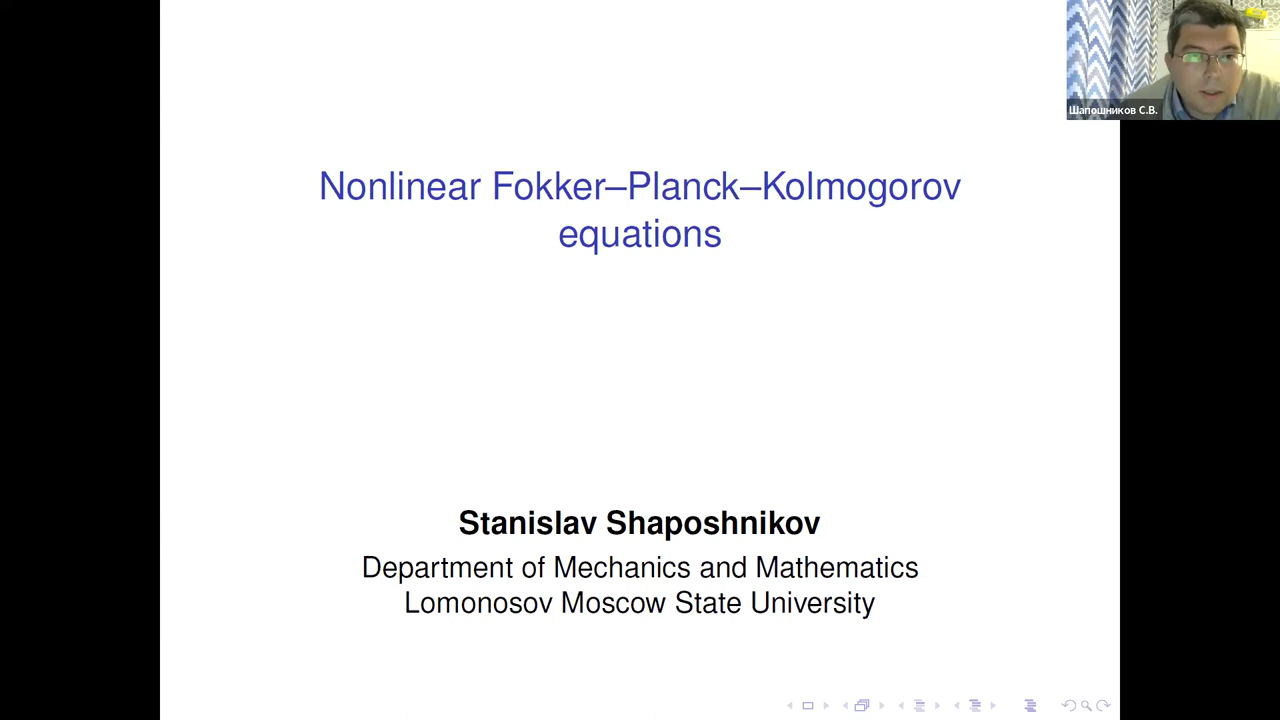 Шапошников С.В.
Nonlinear Fokker–Planck–Kolmogorov
equations
Stanislav Shaposhnikov
Department of Mechanics and Mathematics
Lomonosov Moscow State University